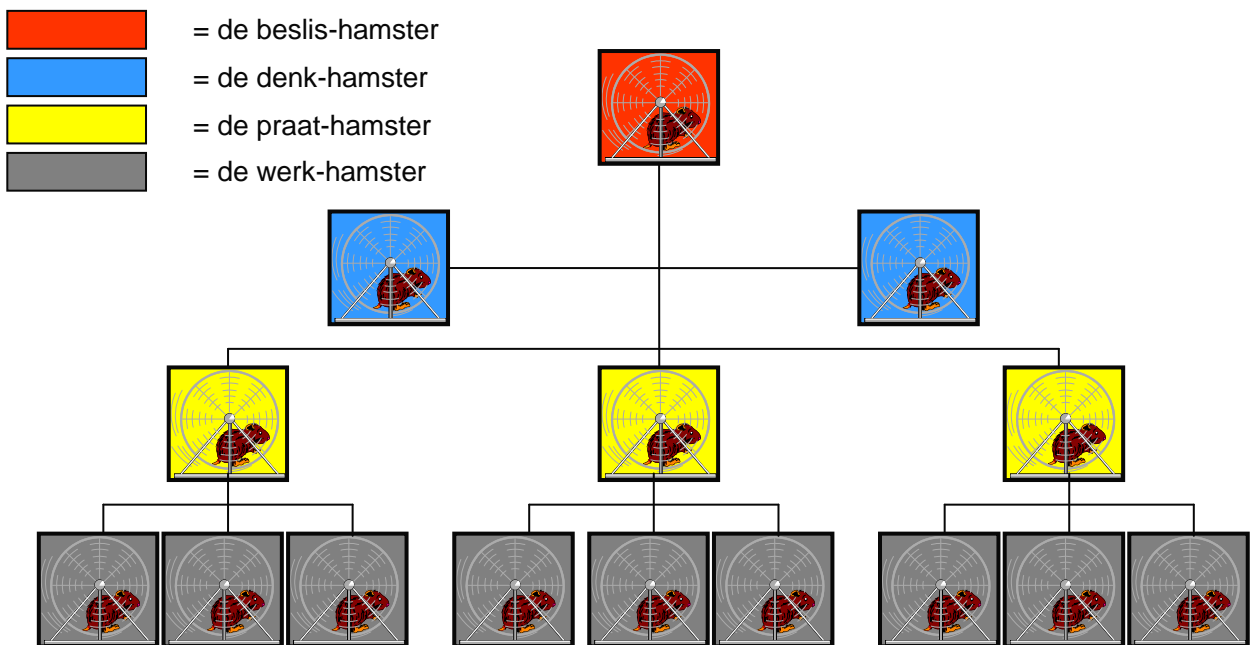 = de beslis-hamster
= de denk-hamster
= de praat-hamster
= de werk-hamster